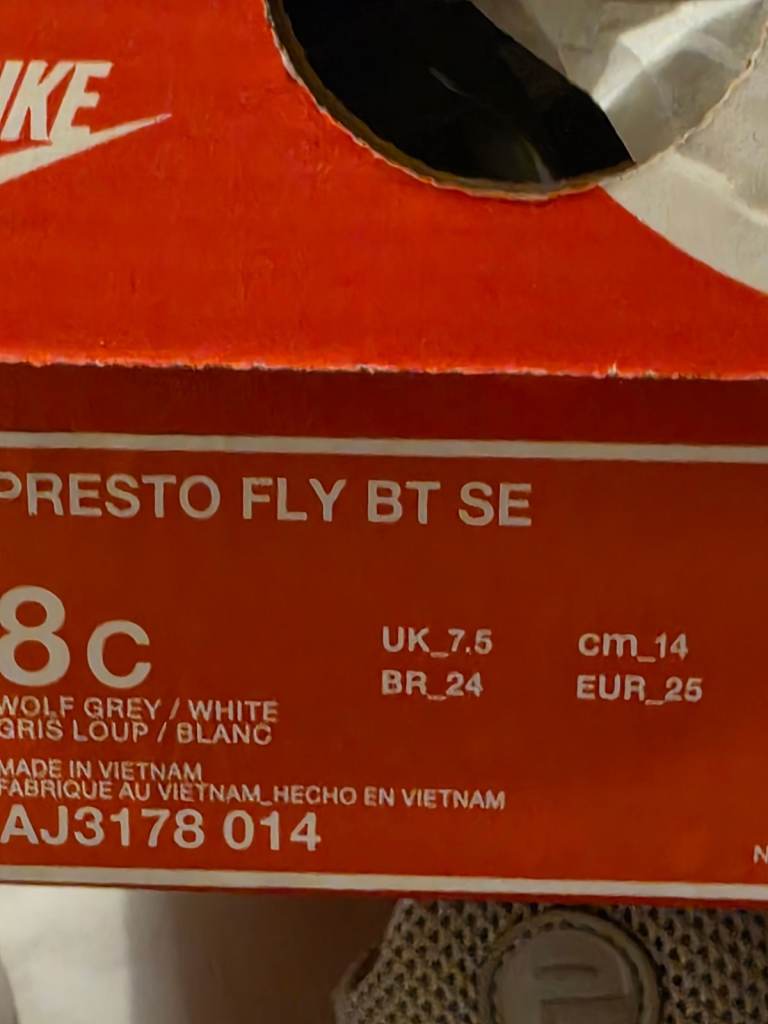 IKE
PRESTO FLY BT SE
8C
UK_7.5 cm_14
BR_24 EUR_25
WOLF GREY / WHITE
GRIS LOUP / BLANC
MADE IN VIETNAM
FABRIQUE AU VIETNAM_HECHO EN VIETNAM
AJ3178 014
N